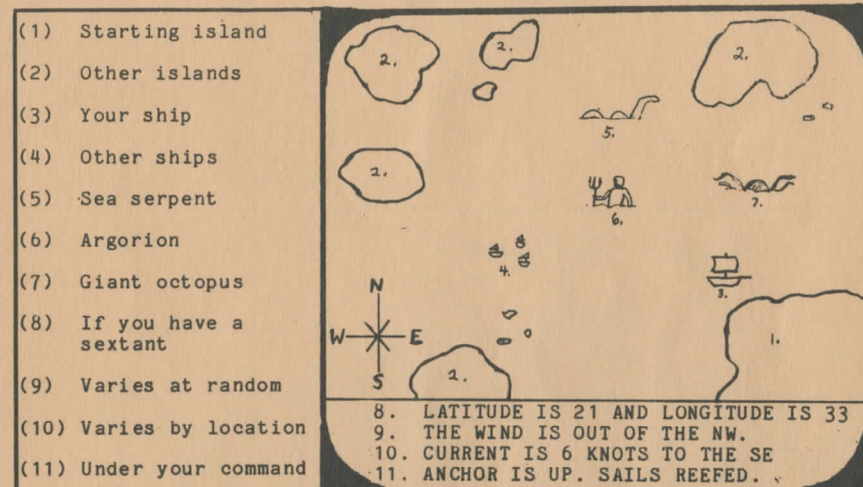 (1) Starting island
(2) Other islands
(3) Your ship
(4) Other ships
(5) Sea serpent
(6) Argorion
(7) Giant octopus
(8) If you have a
sextant
(9) Varies at random
(10) Varies by location
(11) Under your command
2.
2.
2.
5.
2.
6.
7.
4.
3.
N
W E
S
1.
2.
8. LATITUDE IS 21 AND LONGITUDE IS 33
9. THE WIND IS OUT OF THE NW.
10. CURRENT IS 6 KNOTS TO THE SE
11. ANCHOR IS UP. SAILS REEFED.